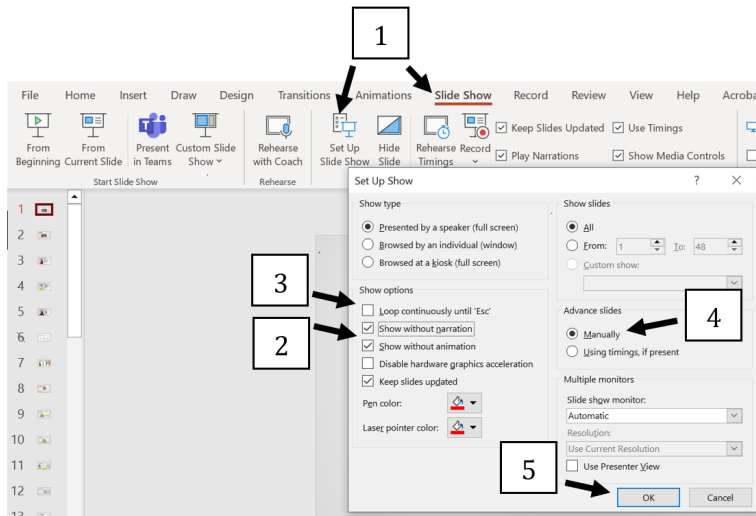 1
File Home Insert Draw Design Transitions Animations Slide Show Record Review View Help Acroba
From Beginning
From Current Slide
Present in Teams
Custom Slide Show
Rehearse with Coach
Set Up Slide Show
Hide Slide
Rehearse Timings
Record
Keep Slides Updated
Use Timings
Play Narrations
Show Media Controls
Start Slide Show
Rehearse
Set Up Show ? ×
Show type
Presented by a speaker (full screen)
Browsed by an individual (window)
Browsed at a kiosk (full screen)
Show slides
All
From: 1 To: 48
Custom show:
3
Show options
Loop continuously until 'Esc'
2
Show without narration
Show without animation
Disable hardware graphics acceleration
Keep slides updated
Pen color:
Laser pointer color:
Advance slides
4
Manually
Using timings, if present
Multiple monitors
Slide show monitor:
Automatic
Resolution:
Use Current Resolution
Use Presenter View
5
OK Cancel
1
2
3
4
5
6
7
8
9
10
11
12
13